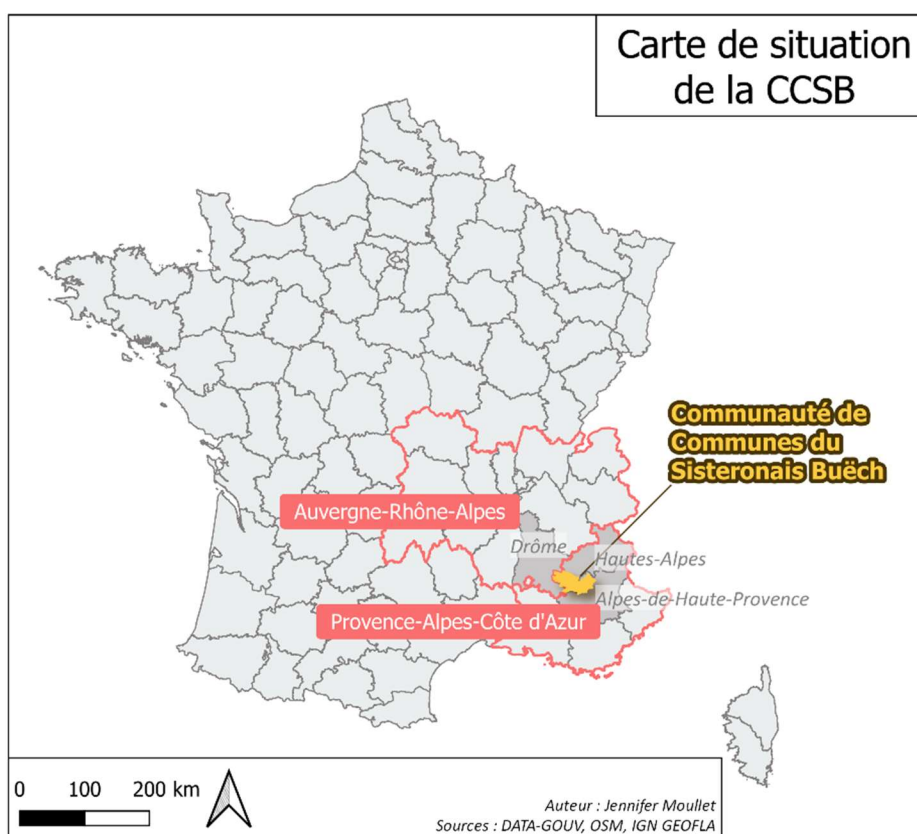 Carte de situation
de la CCSB
Communauté de
Communes du
Sisteronais Buëch
Auvergne-Rhône-Alpes
Drôme
Hautes-Alpes
Alpes-de-Haute-Provence
Provence-Alpes-Côte d'Azur
0 100 200 km
Auteur : Jennifer Moullet
Sources : DATA-GOUV, OSM, IGN GEOFLA